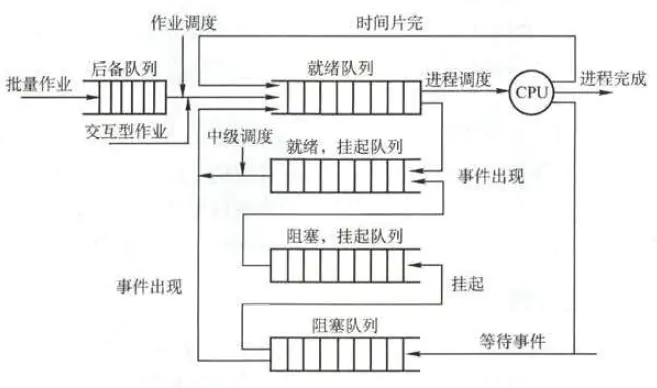 作业调度
时间片完
后备队列
就绪队列
批量作业
进程调度
CPU
进程完成
交互型作业
中级调度
就绪，挂起队列
事件出现
阻塞，挂起队列
事件出现
挂起
阻塞队列
等待事件